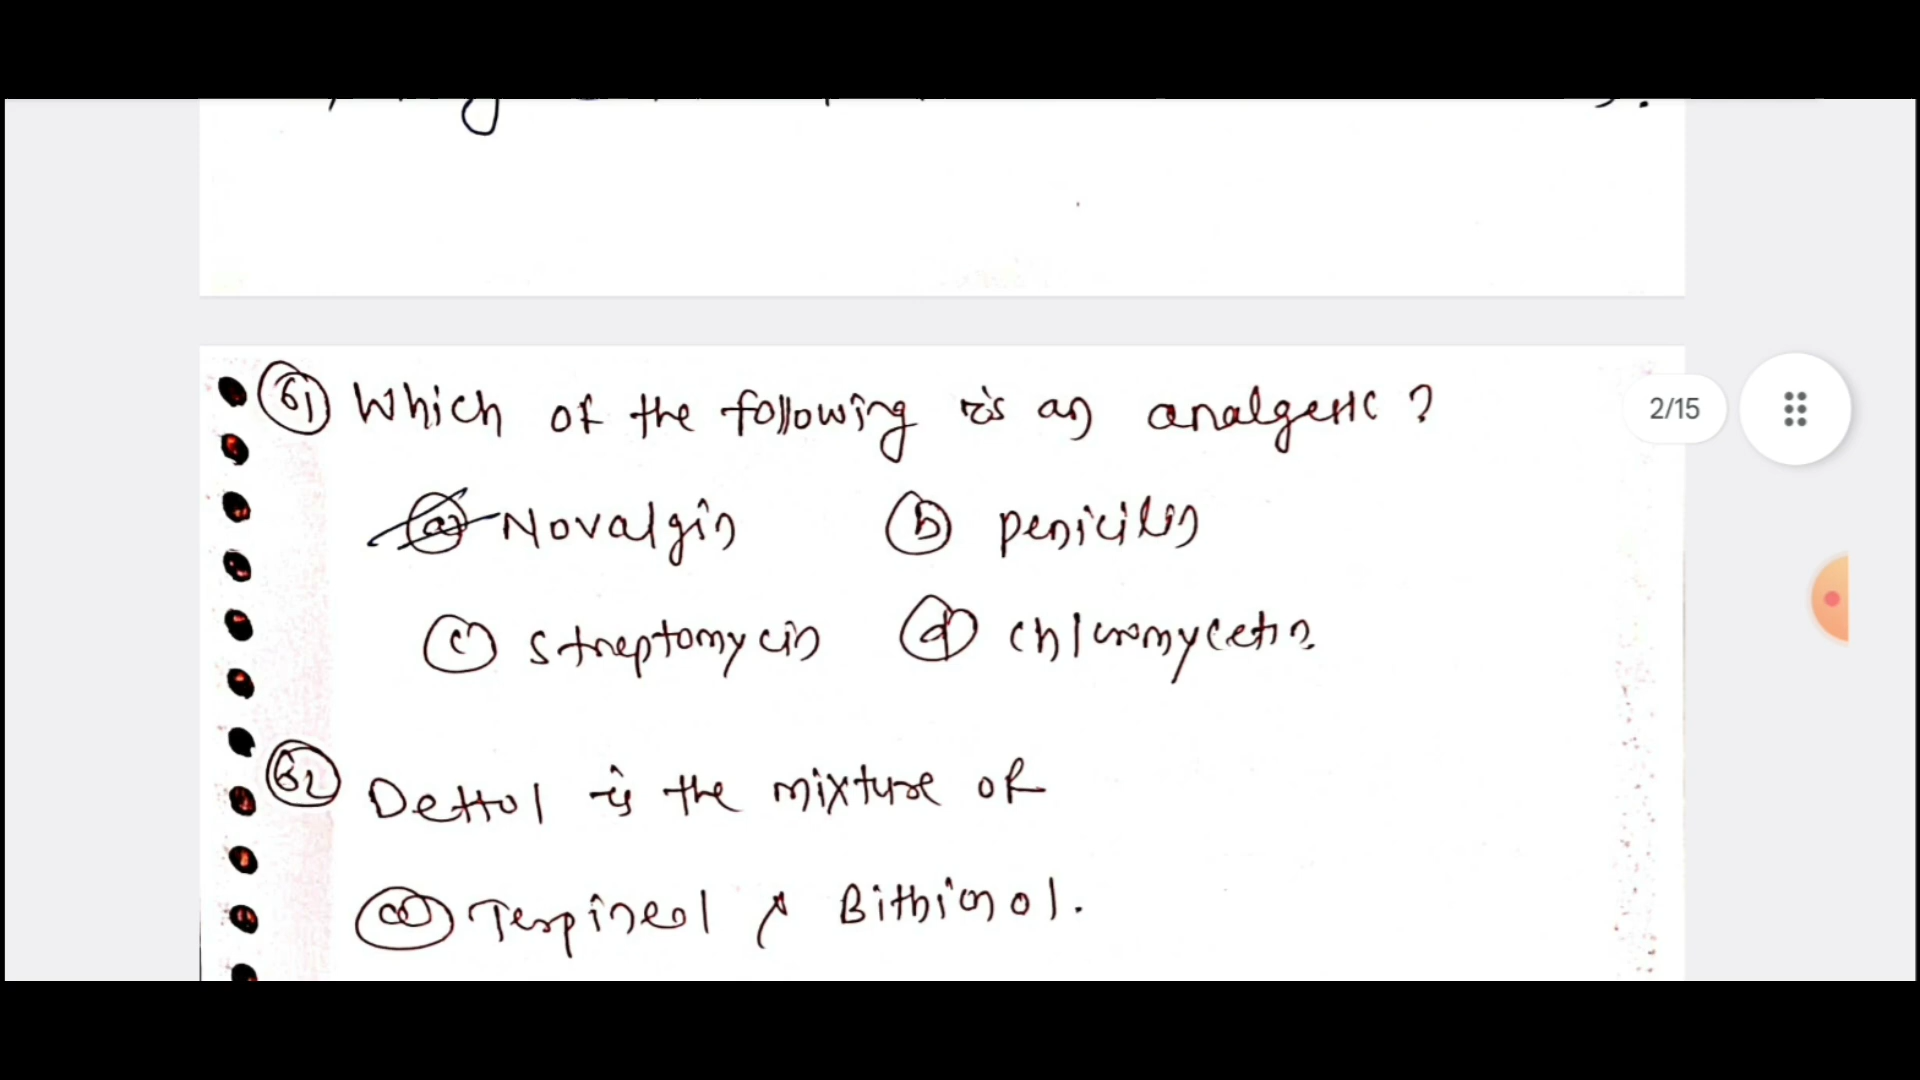 61 Which of the following is an analgesic ?
2/15
(a) Novalgin (b) penicilin
(c) Streptomycin (d) chloromycetin
62 Dettol is the mixture of
(a) Terpineol & Bithional.